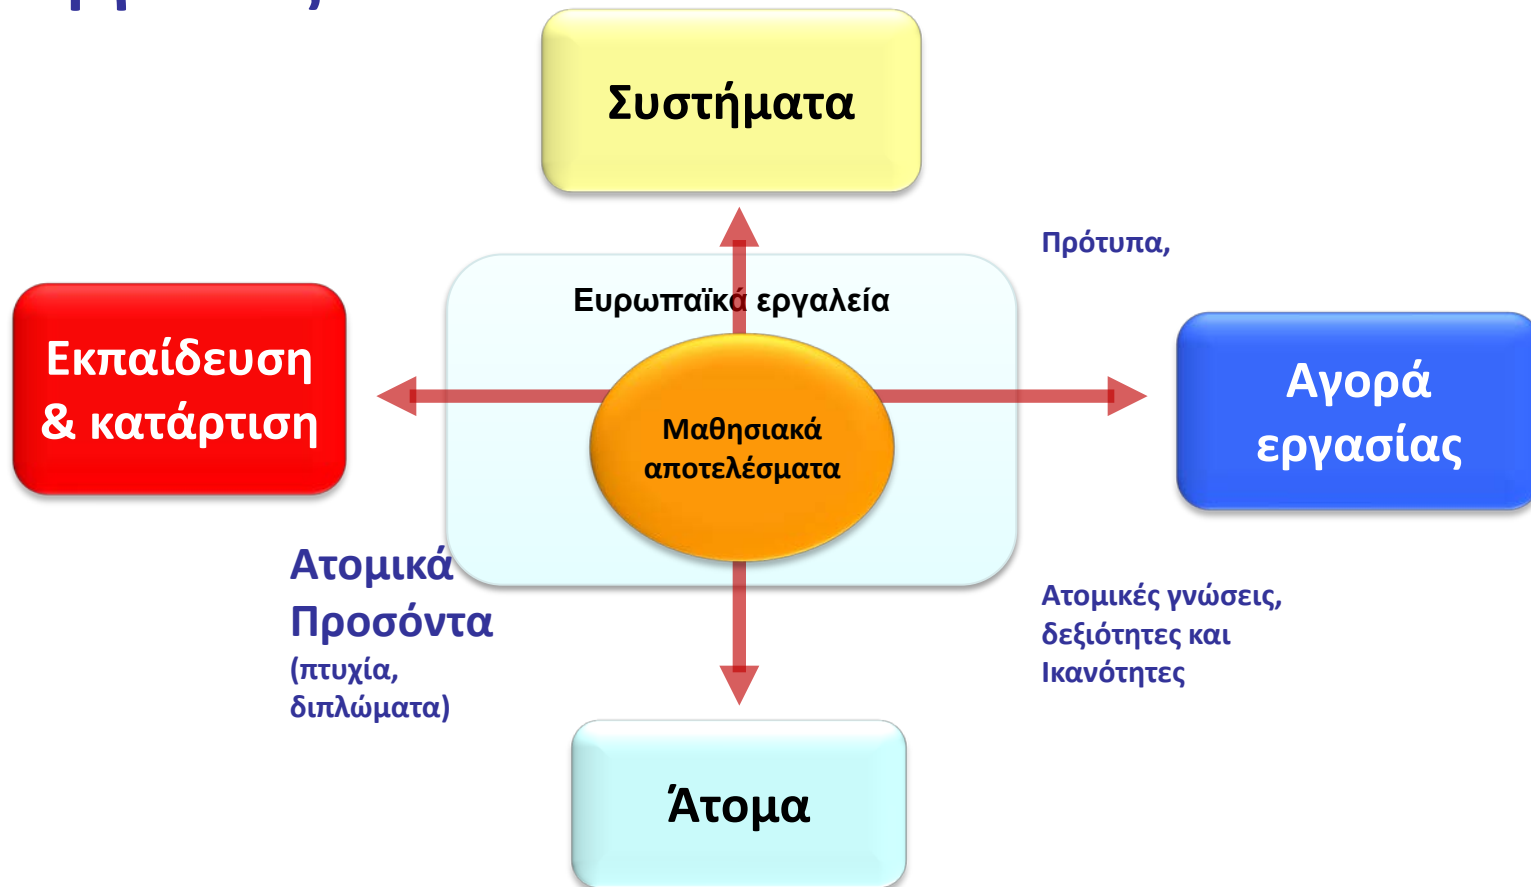 Συστήματα
Πρότυπα,
Ευρωπαϊκά εργαλεία
Εκπαίδευση
& κατάρτιση
Αγορά
εργασίας
Μαθησιακά
αποτελέσματα
Ατομικά
Προσόντα
(πτυχία,
διπλώματα)
Ατομικές γνώσεις,
δεξιότητες και
Ικανότητες
Άτομα